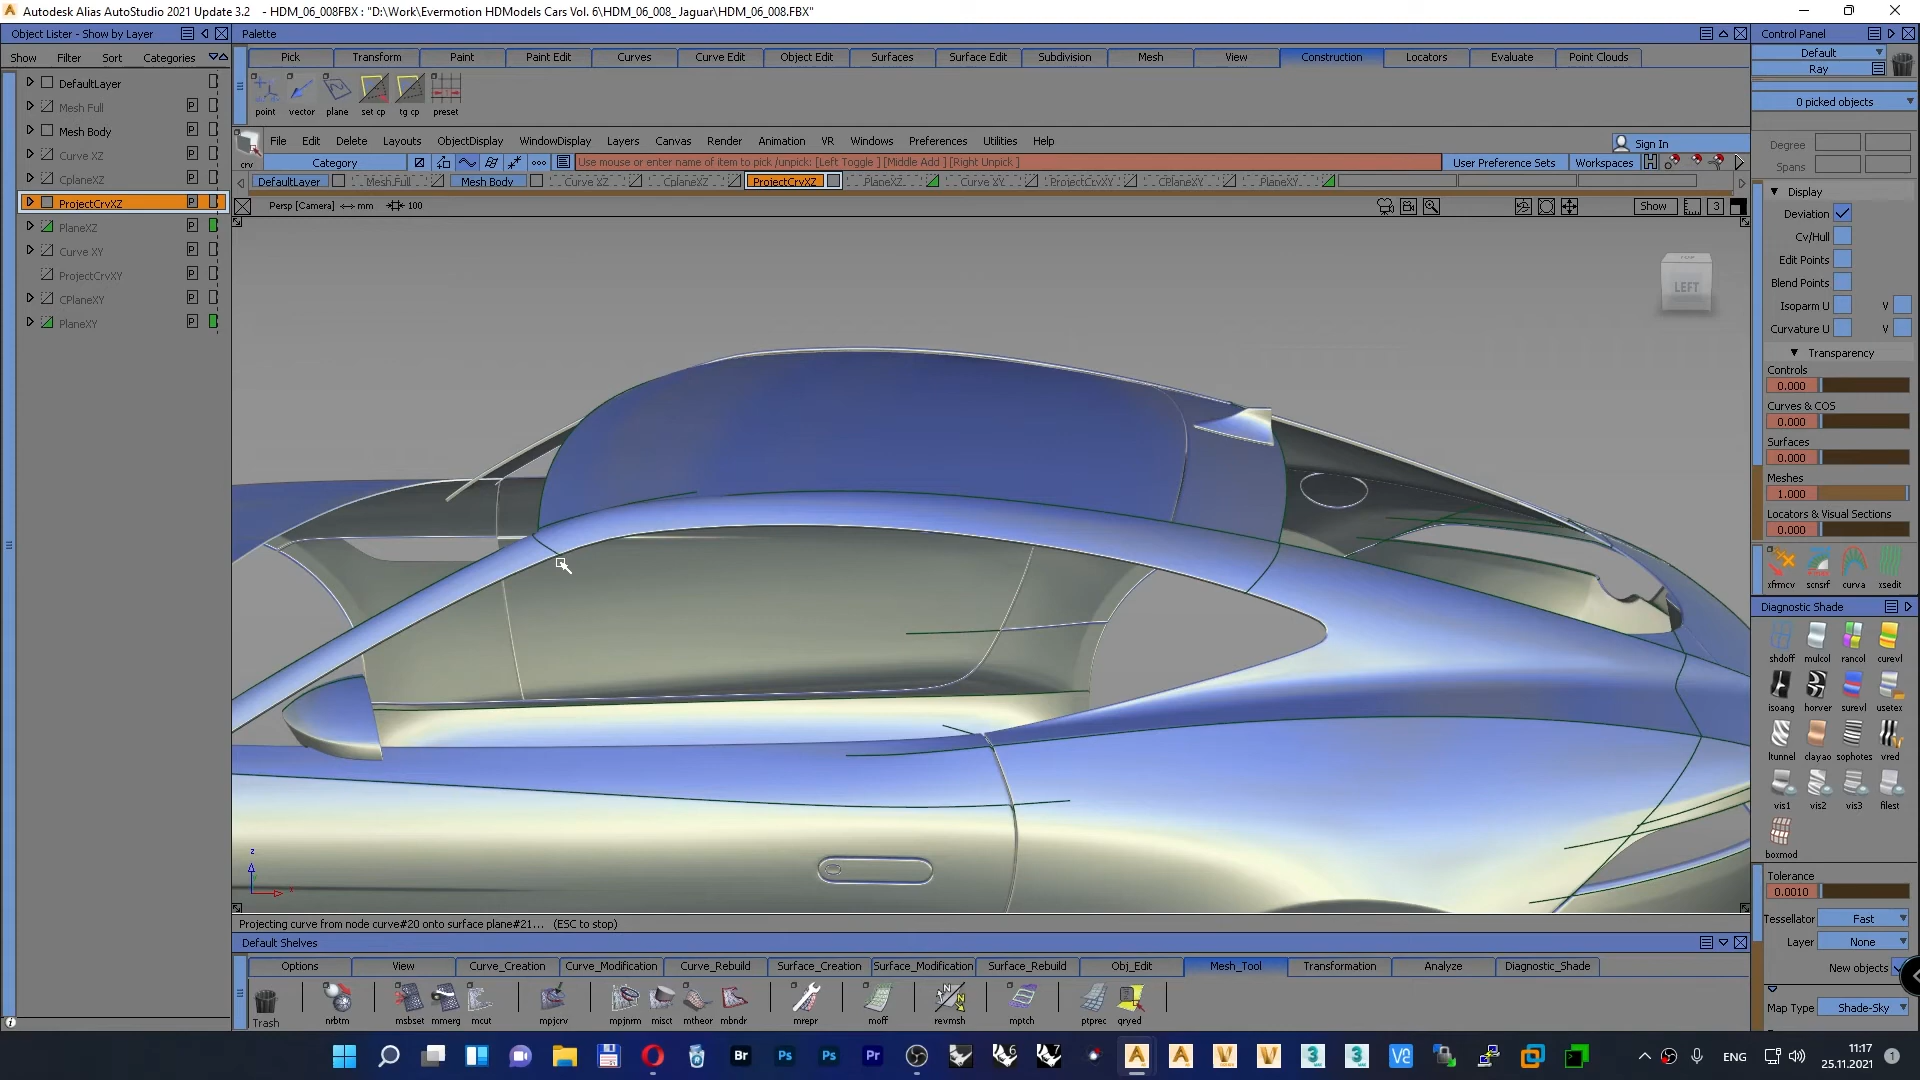 Autodesk Alias AutoStudio 2021 Update 3.2 - HDM_06_008FBX : "D:\Work\Evermotion HDModels Cars Vol. 6\HDM_06_008_ Jaguar\HDM_06_008.FBX"
Object Lister - Show by Layer
Show Filter Sort Categories
DefaultLayer
Mesh Full P
Mesh Body P
Curve XZ P
CplaneXZ P
ProjectCrvXZ P
PlaneXZ P
Curve XY P
ProjectCrvXY P
CPlaneXY P
PlaneXY P
Palette
Pick Transform Paint Paint Edit Curves Curve Edit Object Edit Surfaces Surface Edit Subdivision Mesh View Construction Locators Evaluate Point Clouds
point vector plane set cp tg cp preset
crv
File Edit Delete Layouts ObjectDisplay WindowDisplay Layers Canvas Render Animation VR Windows Preferences Utilities Help
Sign In
Category
Use mouse or enter name of item to pick /unpick: [Left Toggle ] [Middle Add ] [Right Unpick ]
User Preference Sets Workspaces
DefaultLayer Mesh Full Mesh Body Curve XZ CplaneXZ ProjectCrvXZ PlaneXZ Curve XY ProjectCrvXY CPlaneXY PlaneXY
Persp [Camera] mm 100
Show 3
LEFT
z
Projecting curve from node curve#20 onto surface plane#21... (ESC to stop)
Control Panel
Default
Ray
0 picked objects
Degree
Spans
Display
Deviation
Cv/Hull
Edit Points
Blend Points
Isoparm U V
Curvature U V
Transparency
Controls
0.000
Curves & COS
0.000
Surfaces
0.000
Meshes
1.000
Locators & Visual Sections
0.000
xfrmcv scnsrf curva xsedit
Diagnostic Shade
shdoff mulcol rancol curevl
isoang horver surevl usetex
ltunnel clayao sophotes vred
vis1 vis2 vis3 filest
boxmod
Tolerance
0.0010
Tessellator Fast
Layer None
New objects
Map Type Shade-Sky
Default Shelves
Options View Curve_Creation Curve_Modification Curve_Rebuild Surface_Creation Surface_Modification Surface_Rebuild Obj_Edit Mesh_Tool Transformation Analyze Diagnostic_Shade
Trash nrbtm msbset mmerg mcut mpjcrv mpjnrm misct mtheor mbndr mrepr moff revmsh mptch ptprec qryed
Br Ps Ps Pr
ENG
11:17
25.11.2021